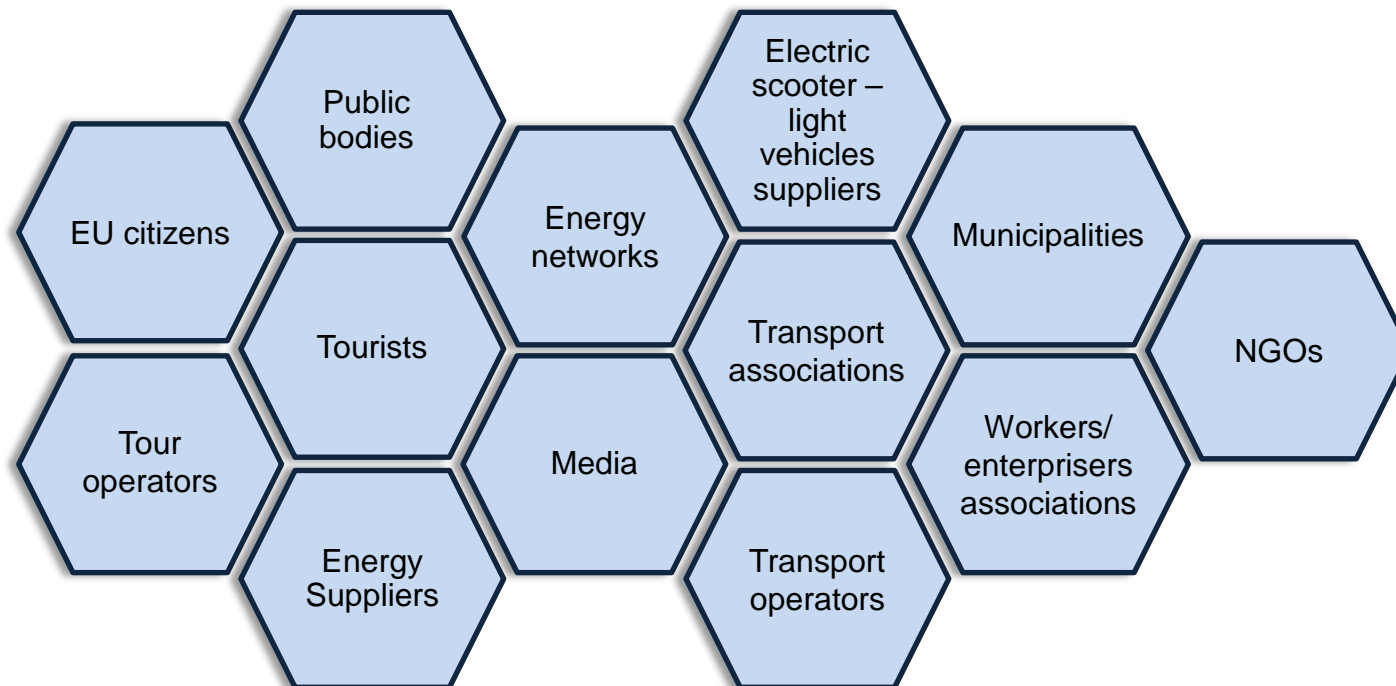 Public
bodies
Electric
scooter –
light
vehicles
suppliers
EU citizens
Energy
networks
Municipalities
Tourists
Transport
associations
NGOs
Tour
operators
Media
Workers/
enterprisers
associations
Energy
Suppliers
Transport
operators